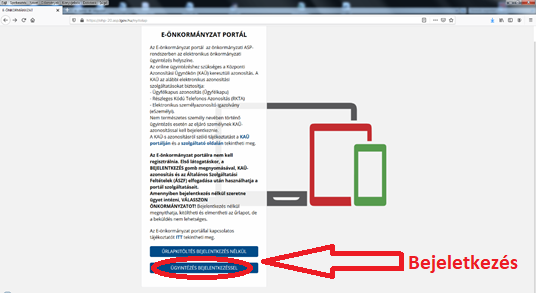 E-ÖNKORMÁNYZAT PORTÁL
Az E-önkormányzat portál az önkormányzati ASP-
rendszerben az elektronikus önkormányzati
ügyintézés helyszíne.
Az online ügyintézéshez szükséges a Központi
Azonosítási Ügynökön (KAÜ) keresztüli azonosítás. A
KAÜ az alábbi elektronikus azonosítási
szolgáltatásokat biztosítja:
- Ügyfélkapus azonosítás (Ügyfélkapu)
- Részleges Kódú Telefonos Azonosítás (RKTA)
- Elektronikus személyazonosító igazolvány
(eSzemélyi).
Nem természetes személy nevében történő
ügyintézés esetén az eljáró személynek KAÜ-
azonosítással kell bejelentkeznie.
A KAÜ-s azonosításról szóló tájékoztatást a KAÜ
portálján és a szolgáltató oldalán tekintheti meg.
Az E-önkormányzat portálra nem kell
regisztrálnia. Első látogatáskor, a
BEJELENTKEZÉS gomb megnyomásával, KAÜ-
azonosítás és az Általános Szolgáltatási
Feltételek (ÁSZF) elfogadása után használhatja a
portál szolgáltatásait.
Amennyiben bejelentkezés nélkül szeretne
ügyet intézni, VÁLASSZON
ÖNKORMÁNYZATOT! Bejelentkezés nélkül
megnyithatja, kitöltheti és elmentheti az űrlapot, de
a beküldés nem lehetséges.
Az E-önkormányzat portállal kapcsolatos
tájékoztatót ITT tekintheti meg.
ŰRLAPKITÖLTÉS BEJELENTKEZÉS NÉLKÜL
ÜGYINTÉZÉS BEJELENTKEZÉSSEL
Bejeletkezés